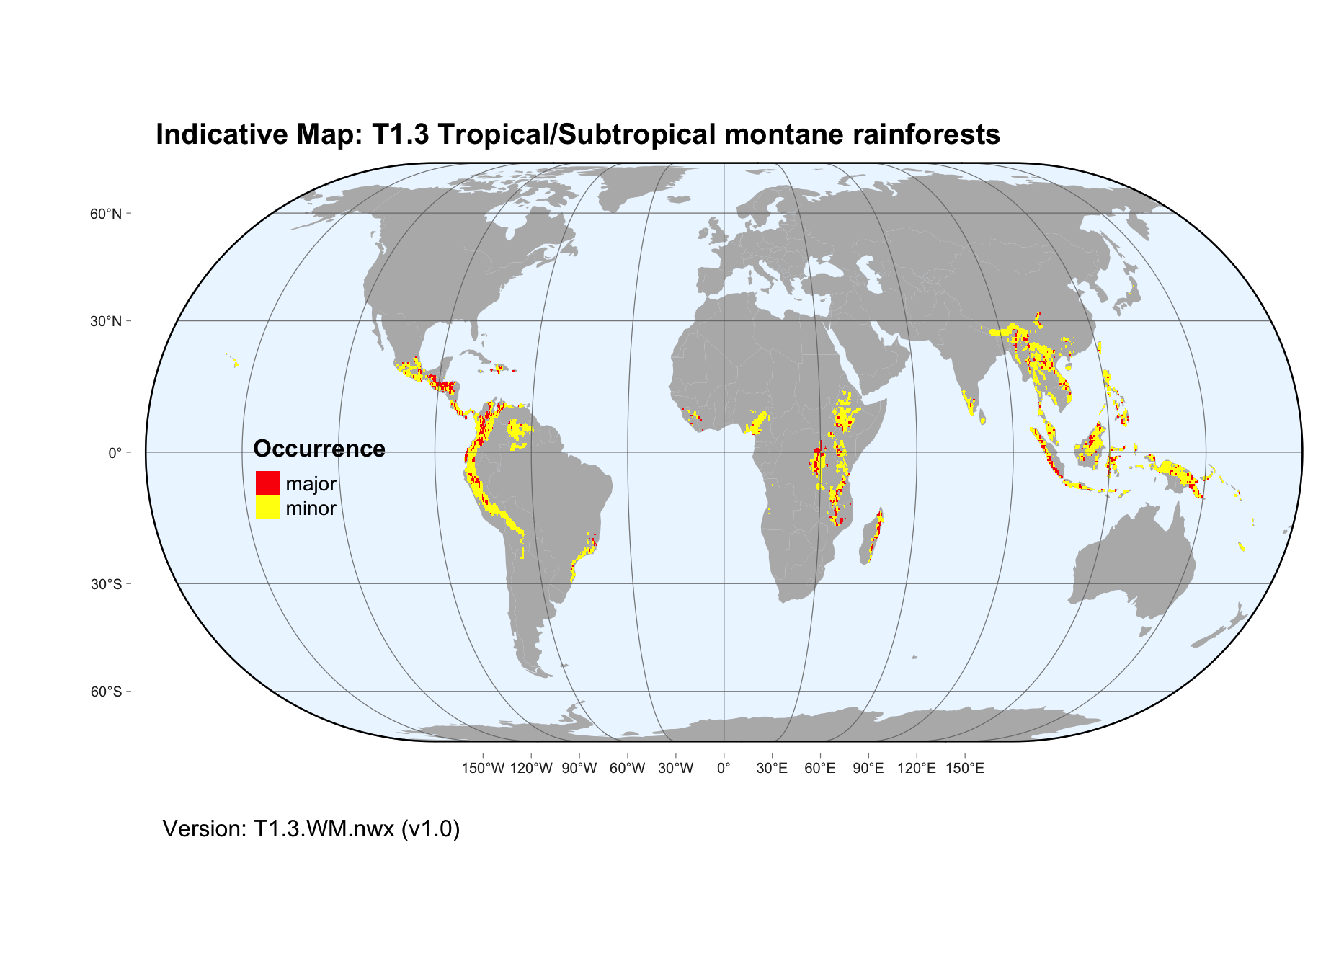 Indicative Map: T1.3 Tropical/Subtropical montane rainforests
60°N
30°N
0°
30°S
60°S
Occurrence
major
minor
150°W 120°W 90°W 60°W 30°W 0° 30°E 60°E 90°E 120°E 150°E
Version: T1.3.WM.nwx (v1.0)